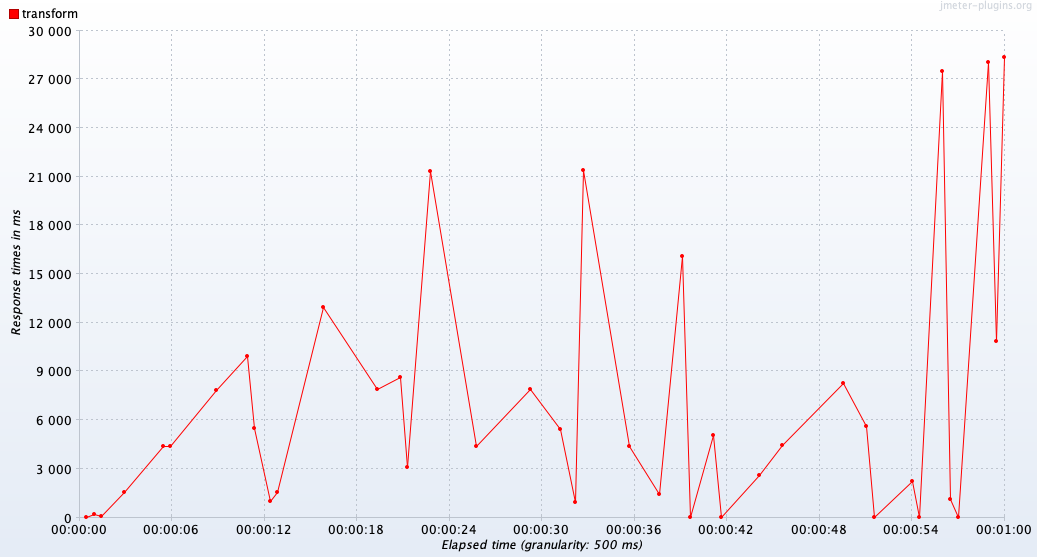 jmeter-plugins.org
transform
30 000
27 000
24 000
21 000
18 000
15 000
12 000
9 000
6 000
3 000
0
Response times in ms
00:00:00 00:00:06 00:00:12 00:00:18 00:00:24 00:00:30 00:00:36 00:00:42 00:00:48 00:00:54 00:01:00
Elapsed time (granularity: 500 ms)